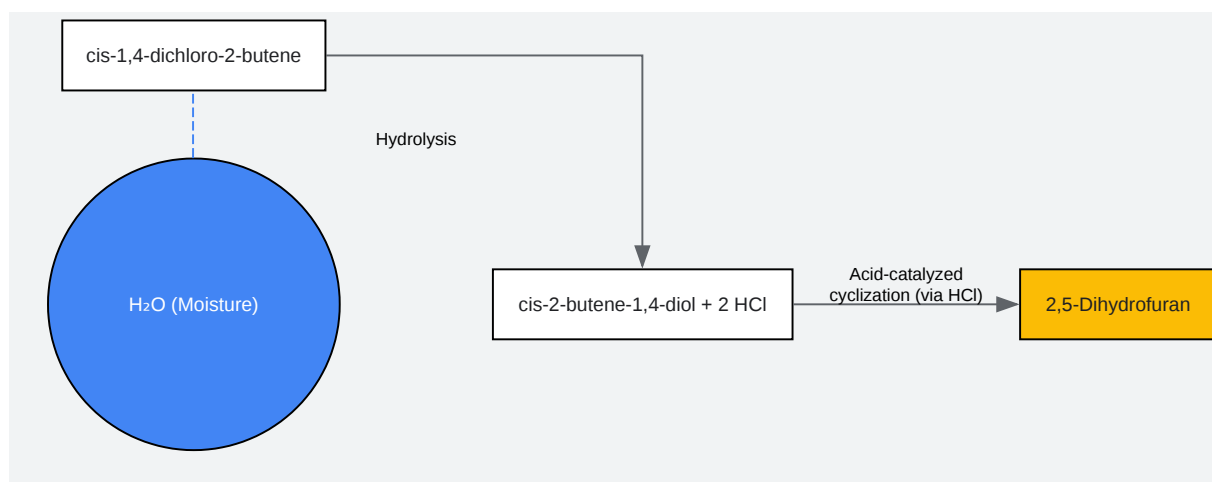 cis-1,4-dichloro-2-butene
Hydrolysis
H₂O (Moisture)
cis-2-butene-1,4-diol + 2 HCl
Acid-catalyzed
cyclization (via HCl)
2,5-Dihydrofuran